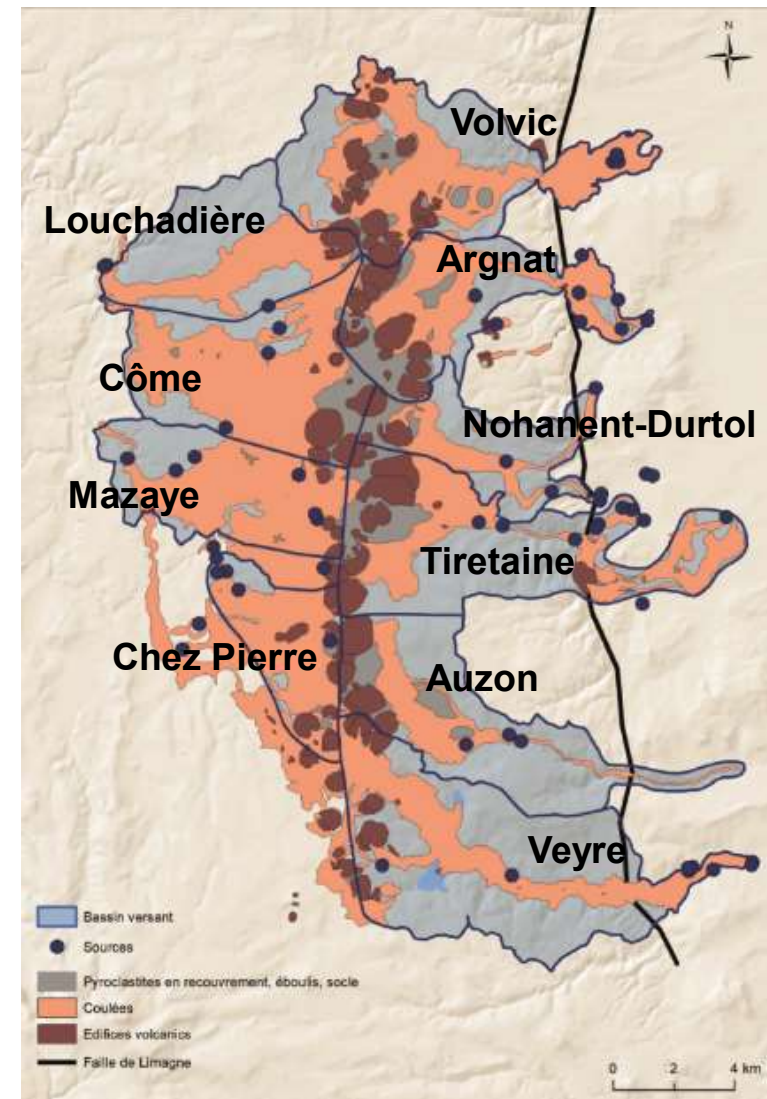 N
Volvic
Louchadière
Argnat
Côme
Nohanent-Durtol
Mazaye
Tiretaine
Chez Pierre
Auzon
Veyre
Bassin versant
Sources
Pyroclastites en recouvrement, éboulis, socle
Coulées
Edifices volcanics
Faille de Limagne
0 2 4 km